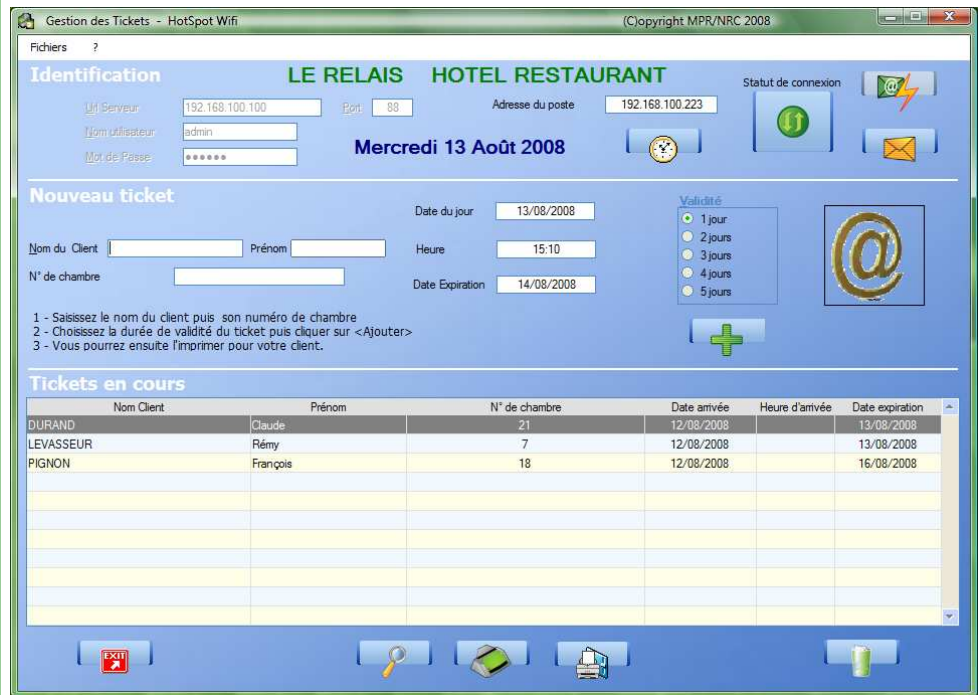 Gestion des Tickets - HotSpot Wifi (C)opyright MPR/NRC 2008
Fichiers ?
Identification LE RELAIS HOTEL RESTAURANT
Statut de connexion
Url Serveur 192.168.100.100 Port 88 Adresse du poste 192.168.100.223
Nom utilisateur admin
Mot de Passe ●●●●●●
Mercredi 13 Août 2008
Nouveau ticket
Validité
Date du jour 13/08/2008
1 jour
2 jours
Nom du Client Prénom Heure 15:10
3 jours
N° de chambre
4 jours
Date Expiration 14/08/2008
5 jours
1 - Saisissez le nom du client puis son numéro de chambre
2 - Choisissez la durée de validité du ticket puis cliquer sur <Ajouter>
3 - Vous pourrez ensuite l'imprimer pour votre client.
Tickets en cours
Nom Client Prénom N° de chambre Date arrivée Heure d'arrivée Date expiration
DURAND Claude 21 12/08/2008 13/08/2008
LEVASSEUR Rémy 7 12/08/2008 13/08/2008
PIGNON François 18 12/08/2008 16/08/2008
EXIT